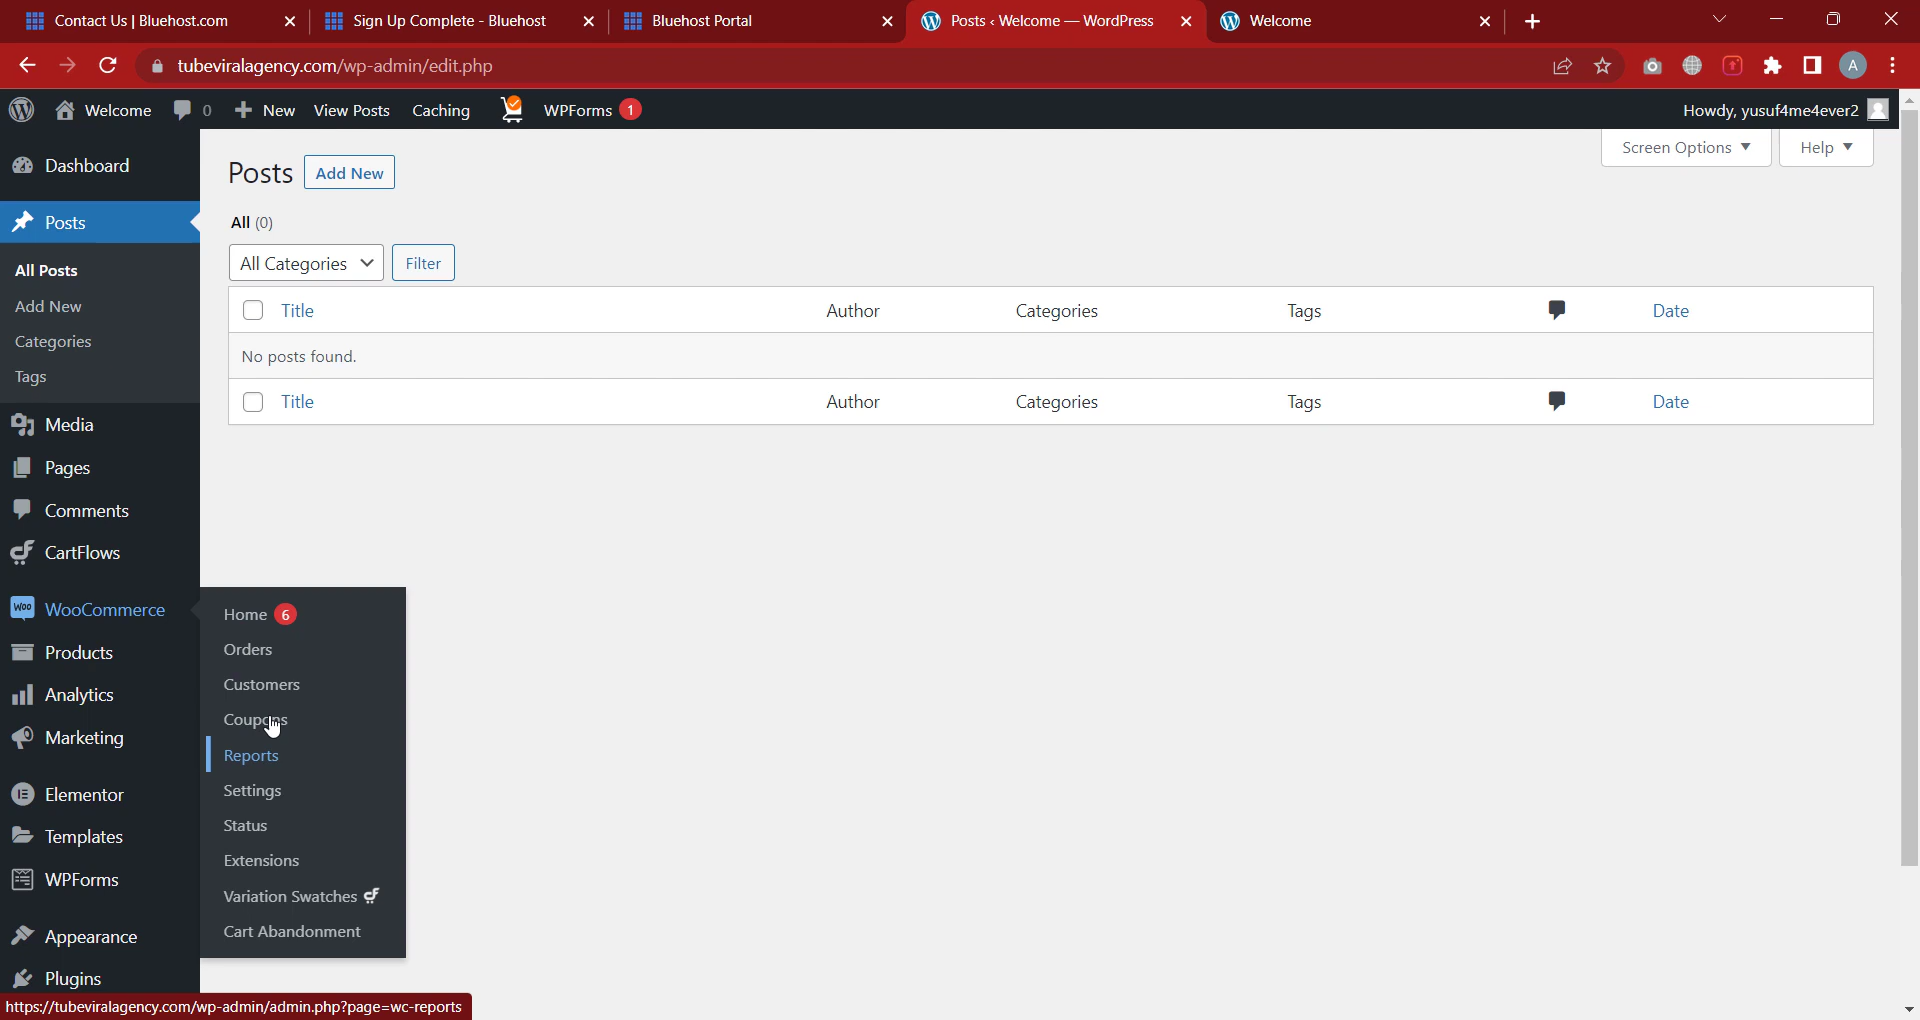 Contact Us | Bluehost.com
Sign Up Complete - Bluehost
Bluehost Portal
Posts ‹ Welcome — WordPress
Welcome
tubeviralagency.com/wp-admin/edit.php
A
Welcome
0
New
View Posts
Caching
WPForms 1
Howdy, yusuf4me4ever2
Dashboard
Posts
All Posts
Add New
Categories
Tags
Media
Pages
Comments
CartFlows
Woo WooCommerce
Products
Analytics
Marketing
Elementor
Templates
WPForms
Appearance
Plugins
Screen Options
Help
Posts
Add New
All (0)
All Categories
Filter
Title Author Categories Tags Date
No posts found.
Title Author Categories Tags Date
Home 6
Orders
Customers
Coupons
Reports
Settings
Status
Extensions
Variation Swatches
Cart Abandonment
https://tubeviralagency.com/wp-admin/admin.php?page=wc-reports